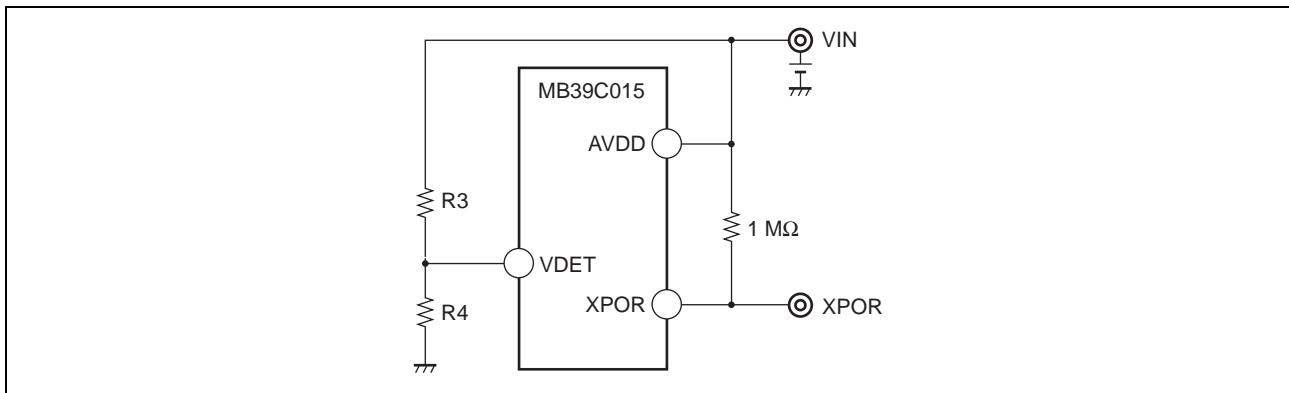 VIN
MB39C015
AVDD
R3
1 MΩ
VDET
XPOR
XPOR
R4